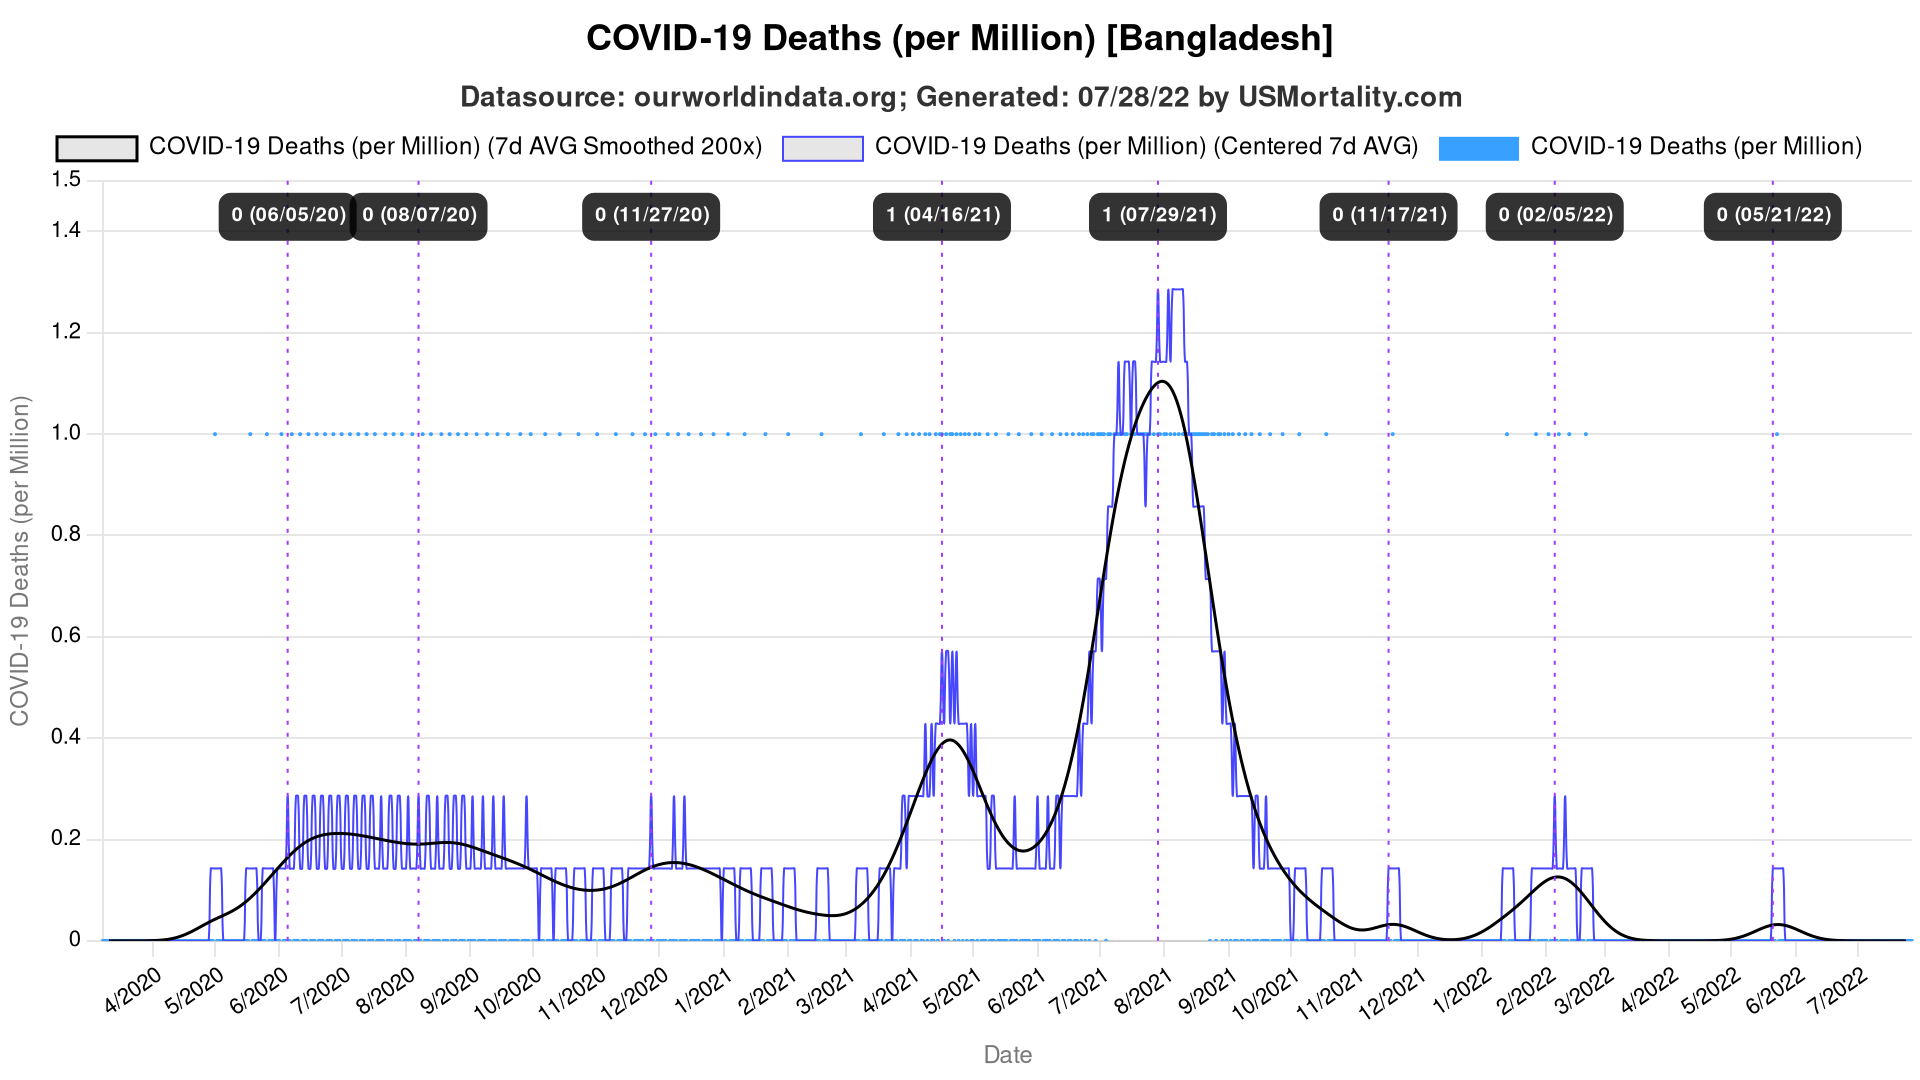 COVID-19 Deaths (per Million) [Bangladesh]
Datasource: ourworldindata.org; Generated: 07/28/22 by USMortality.com
COVID-19 Deaths (per Million) (7d AVG Smoothed 200x) COVID-19 Deaths (per Million) (Centered 7d AVG) COVID-19 Deaths (per Million)
0 (06/05/20) 0 (08/07/20) 0 (11/27/20) 1 (04/16/21) 1 (07/29/21) 0 (11/17/21) 0 (02/05/22) 0 (05/21/22)
COVID-19 Deaths (per Million)
1.5
1.4
1.2
1.0
0.8
0.6
0.4
0.2
0
4/2020 5/2020 6/2020 7/2020 8/2020 9/2020 10/2020 11/2020 12/2020 1/2021 2/2021 3/2021 4/2021 5/2021 6/2021 7/2021 8/2021 9/2021 10/2021 11/2021 12/2021 1/2022 2/2022 3/2022 4/2022 5/2022 6/2022 7/2022
Date